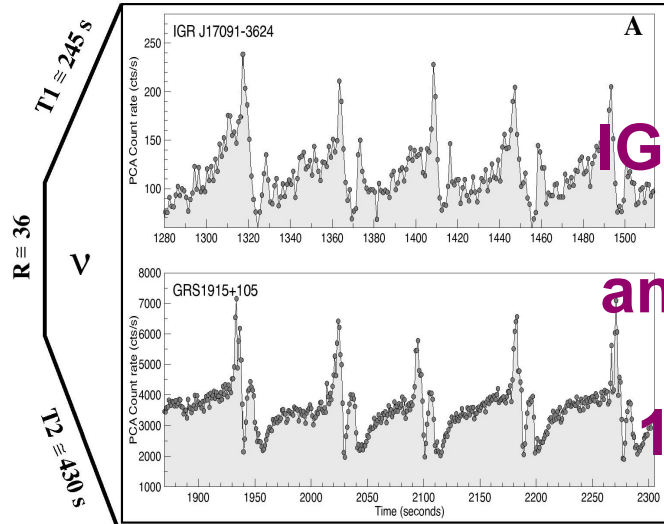 T1 ≅ 245 s
R ≅ 36
ν
T2 ≅ 430 s
A
IGR J17091-3624
PCA Count rate (cts/s)
250
200
150
100
1280 1300 1320 1340 1360 1380 1400 1420 1440 1460 1480 1500
IG
GRS1915+105
PCA Count rate (cts/s)
8000
7000
6000
5000
4000
3000
2000
1000
1900 1950 2000 2050 2100 2150 2200 2250 2300
Time (seconds)
an
1